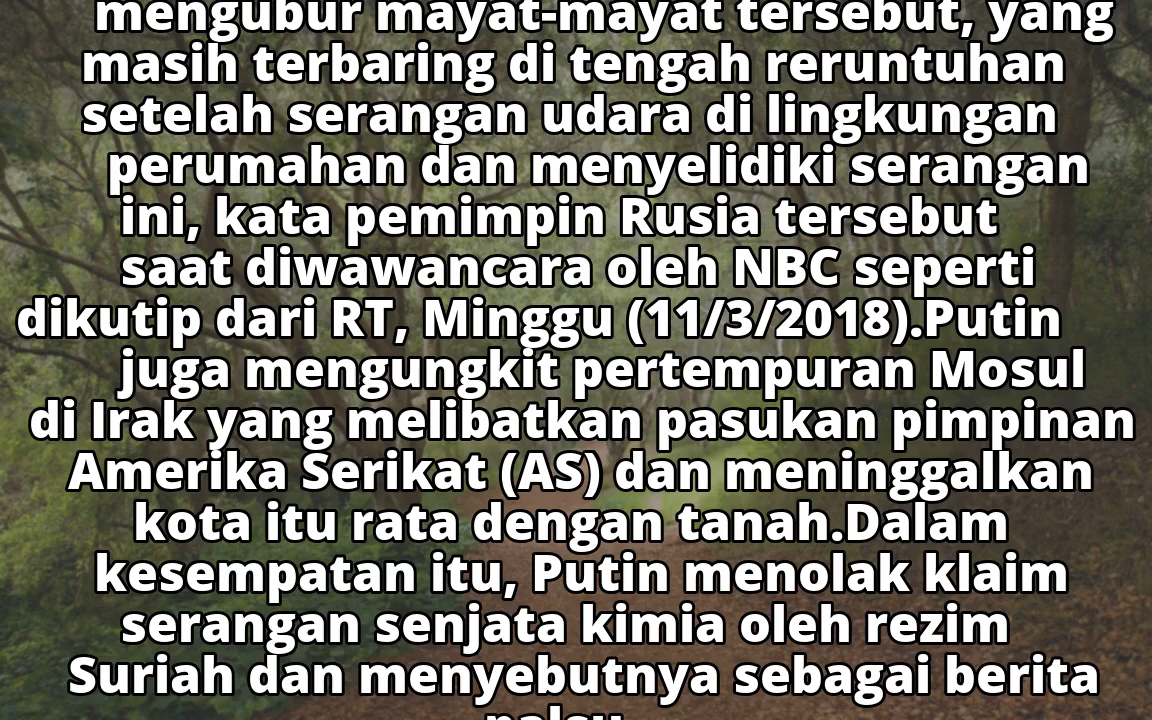 mengubur mayat-mayat tersebut, yang
masih terbaring di tengah reruntuhan
setelah serangan udara di lingkungan
perumahan dan menyelidiki serangan
ini, kata pemimpin Rusia tersebut
saat diwawancara oleh NBC seperti
dikutip dari RT, Minggu (11/3/2018).Putin
juga mengungkit pertempuran Mosul
di Irak yang melibatkan pasukan pimpinan
Amerika Serikat (AS) dan meninggalkan
kota itu rata dengan tanah.Dalam
kesempatan itu, Putin menolak klaim
serangan senjata kimia oleh rezim
Suriah dan menyebutnya sebagai berita